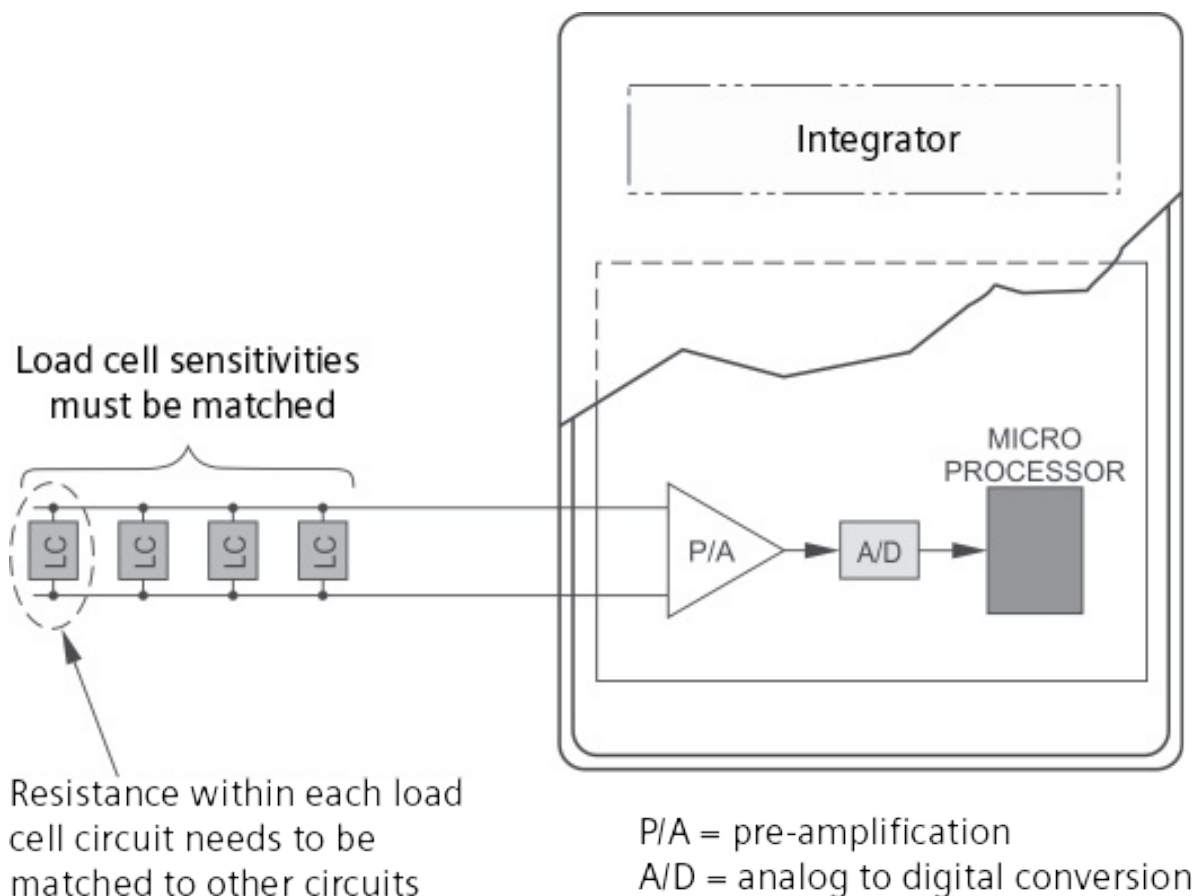 Integrator
Load cell sensitivities
must be matched
MICRO
PROCESSOR
LC
LC
LC
LC
P/A
A/D
Resistance within each load
cell circuit needs to be
matched to other circuits
P/A = pre-amplification
A/D = analog to digital conversion